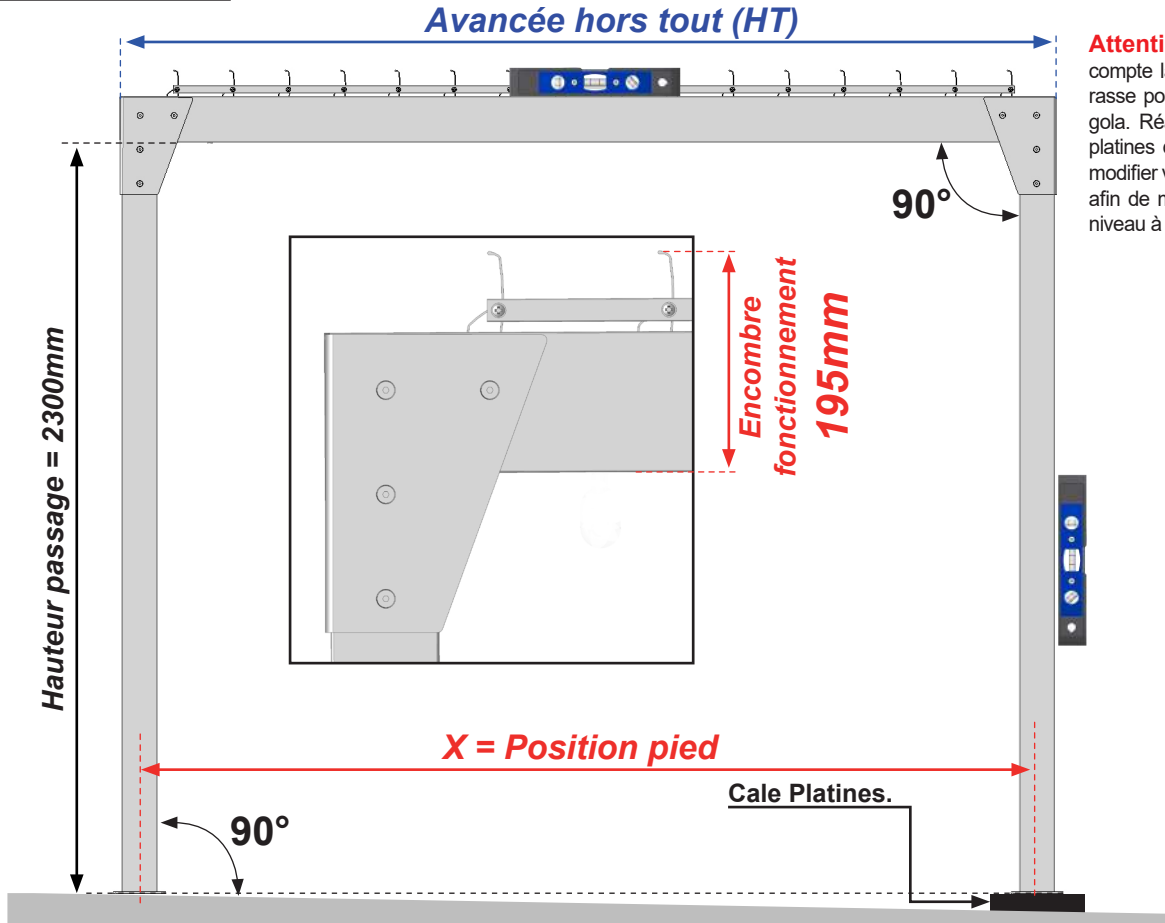 Avancée hors tout (HT)
compte l
rasse po
gola. Ré
platines
modifier v
afin de m
niveau à
90°
Hauteur passage = 2300mm
Encombre
fonctionnement
195mm
X = Position pied
Cale Platines.
90°